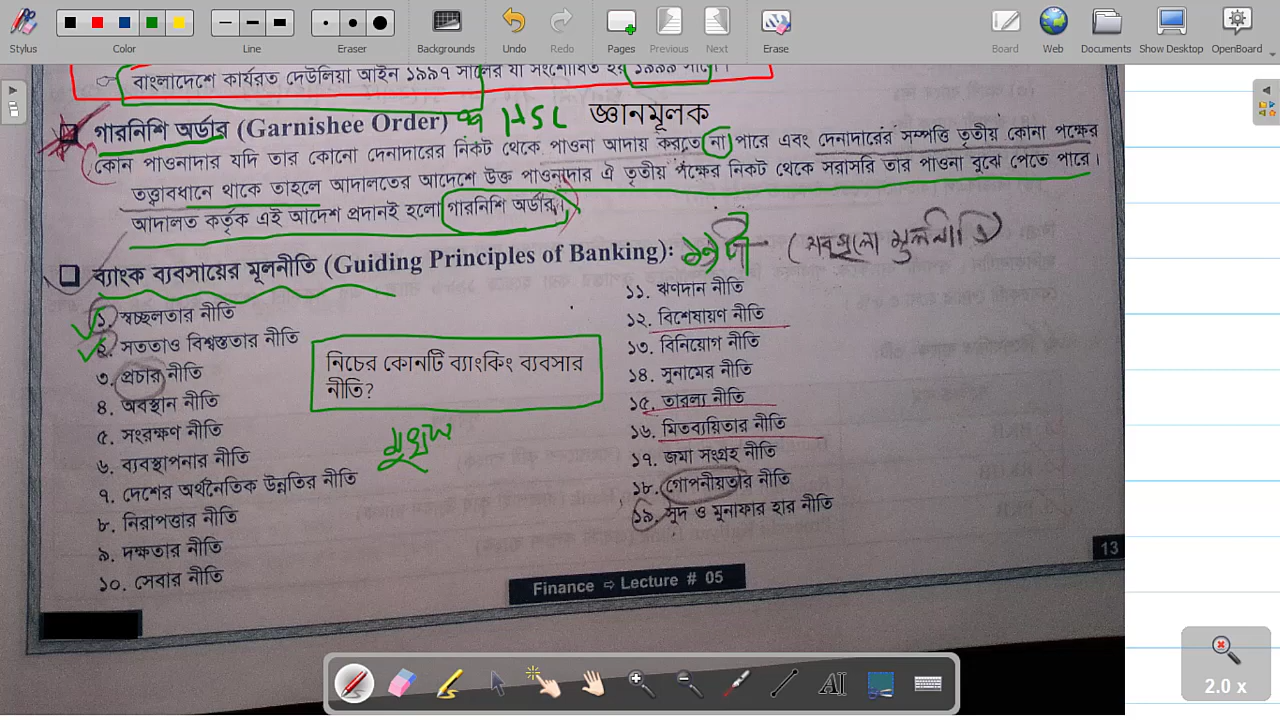 Stylus
Color
Line
Eraser
Backgrounds
Undo
Redo
Pages
Previous
Next
Erase
Board
Web
Documents
Show Desktop
OpenBoard
বাংলাদেশে কার্যরত দেউলিয়া আইন ১৯৯৭ সালের যা সংশোধিত হয় ১৯৯৯ সালে।
গারনিশি অর্ডার (Garnishee Order) HSC জ্ঞানমূলক
কোন পাওনাদার যদি তার কোনো দেনাদারের নিকট থেকে পাওনা আদায় করতে না পারে এবং দেনাদারের সম্পত্তি তৃতীয় কোনো পক্ষের
তত্ত্বাবধানে থাকে তাহলে আদালতের আদেশে উক্ত পাওনাদার ঐ তৃতীয় পক্ষের নিকট থেকে সরাসরি তার পাওনা বুঝে পেতে পারে।
আদালত কর্তৃক এই আদেশ প্রদানই হলো গারনিশি অর্ডার।
ব্যাংক ব্যবসায়ের মূলনীতি (Guiding Principles of Banking): ১৯টি (সবগুলো মূলনীতি)
১. স্বচ্ছলতার নীতি
২. সততাও বিশ্বস্ততার নীতি
৩. প্রচার নীতি
৪. অবস্থান নীতি
৫. সংরক্ষণ নীতি
৬. ব্যবস্থাপনার নীতি
৭. দেশের অর্থনৈতিক উন্নতির নীতি
৮. নিরাপত্তার নীতি
৯. দক্ষতার নীতি
১০. সেবার নীতি
নিচের কোনটি ব্যাংকিং ব্যবসার
নীতি?
মুখস্ত
১১. ঋণদান নীতি
১২. বিশেষায়ণ নীতি
১৩. বিনিয়োগ নীতি
১৪. সুনামের নীতি
১৫. তারল্য নীতি
১৬. মিতব্যয়িতার নীতি
১৭. জমা সংগ্রহ নীতি
১৮. গোপনীয়তার নীতি
১৯. সুদ ও মুনাফার হার নীতি
13
Finance ⇨ Lecture # 05
2.0 x